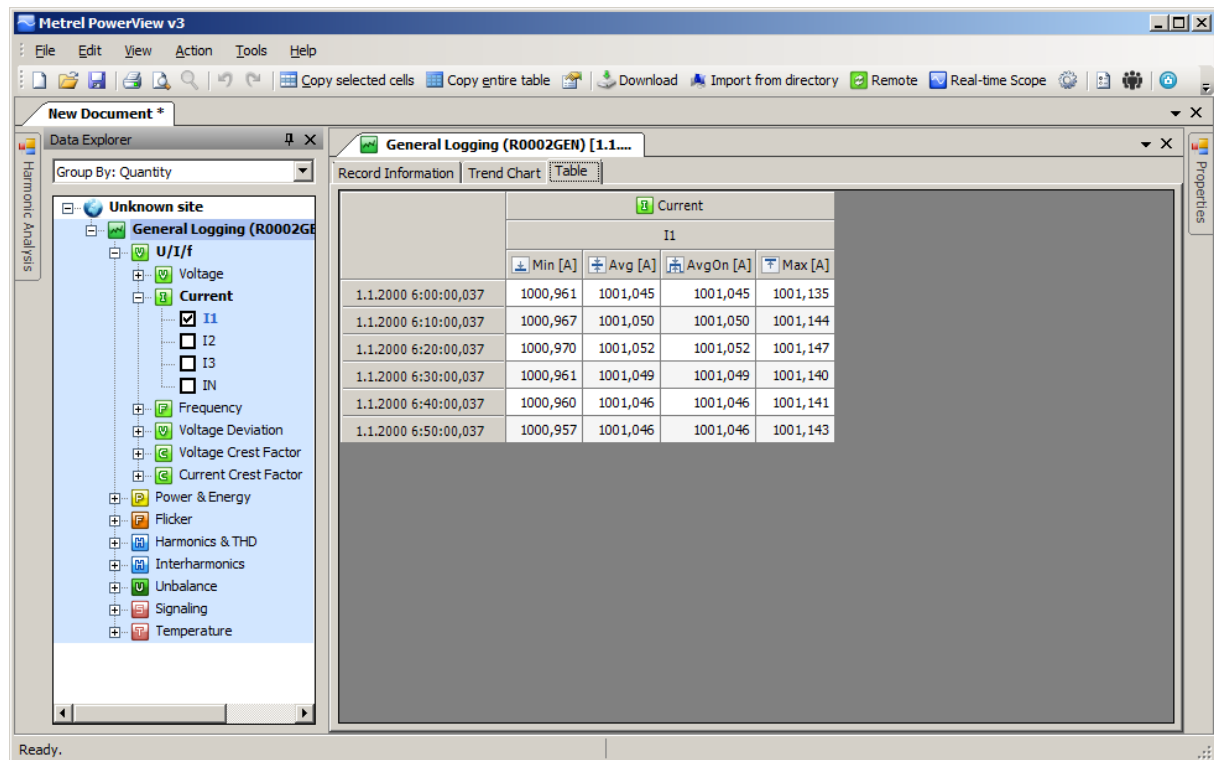 Metrel PowerView v3
File Edit View Action Tools Help
Copy selected cells Copy entire table Download Import from directory Remote Real-time Scope
New Document *
Harmonic Analysis
Data Explorer
Group By: Quantity
Unknown site
General Logging (R0002GE
U/I/f
Voltage
Current
I1
I2
I3
IN
Frequency
Voltage Deviation
Voltage Crest Factor
Current Crest Factor
Power & Energy
Flicker
Harmonics & THD
Interharmonics
Unbalance
Signaling
Temperature
General Logging (R0002GEN) [1.1....
Record Information Trend Chart Table
Current
I1
Min [A] Avg [A] AvgOn [A] Max [A]
1.1.2000 6:00:00,037 1000,961 1001,045 1001,045 1001,135
1.1.2000 6:10:00,037 1000,967 1001,050 1001,050 1001,144
1.1.2000 6:20:00,037 1000,970 1001,052 1001,052 1001,147
1.1.2000 6:30:00,037 1000,961 1001,049 1001,049 1001,140
1.1.2000 6:40:00,037 1000,960 1001,046 1001,046 1001,141
1.1.2000 6:50:00,037 1000,957 1001,046 1001,046 1001,143
Properties
Ready.